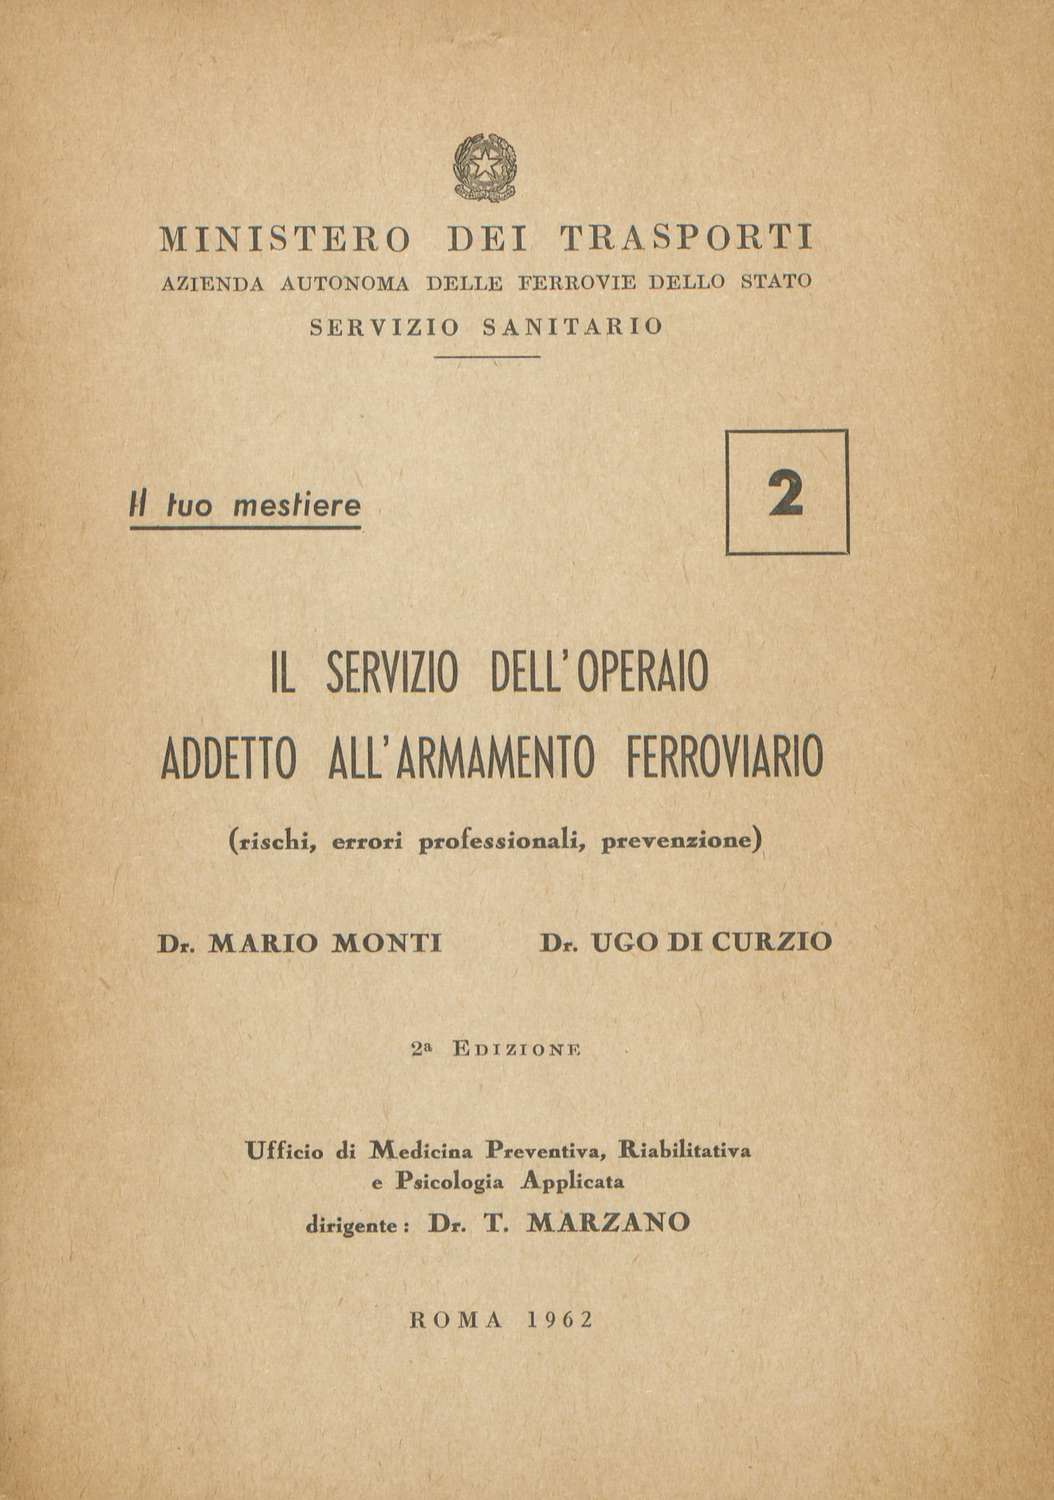 MINISTERO DEI TRASPORTI
AZIENDA AUTONOMA DELLE FERROVIE DELLO STATO
SERVIZIO SANITARIO
Il tuo mestiere
2
IL SERVIZIO DELL'OPERAIO
ADDETTO ALL'ARMAMENTO FERROVIARIO
(rischi, errori professionali, prevenzione)
Dr. MARIO MONTI Dr. UGO DI CURZIO
2ª EDIZIONE
Ufficio di Medicina Preventiva, Riabilitativa
e Psicologia Applicata
dirigente: Dr. T. MARZANO
ROMA 1962